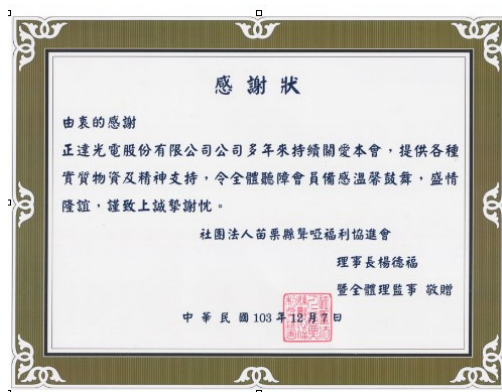 感謝狀
由衷的感謝
正達光電股份有限公司公司多年來持續關愛本會，提供各種
實質物資及精神支持，令全體聽障會員備感溫馨鼓舞，盛情
隆誼，謹致上誠摯謝忱。
社團法人苗栗縣聾啞福利協進會
理事長楊德福
暨全體理監事 敬贈
中華民國103年12月7日